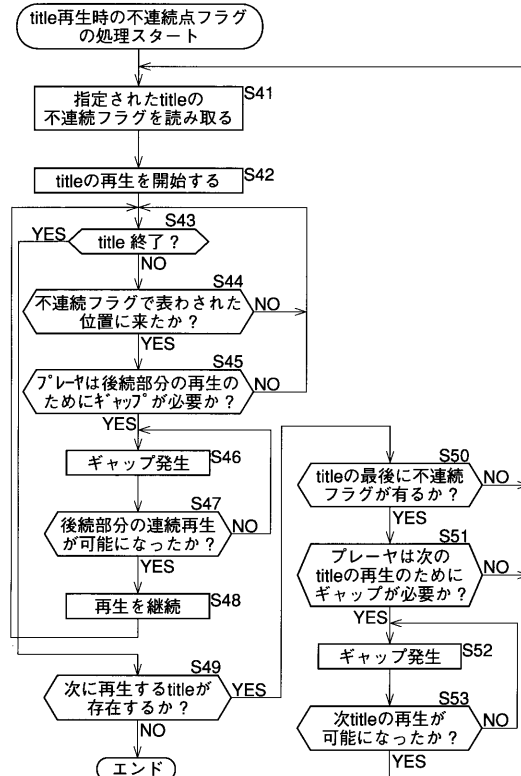 title再生時の不連続点フラグ
の処理スタート
S41
指定されたtitleの
不連続フラグを読み取る
S42
titleの再生を開始する
S43
YES
title 終了？
NO
S44
不連続フラグで表わされた
位置に来たか？
NO
YES
S45
ﾌﾟﾚｰﾔは後続部分の再生の
ためにｷﾞｬｯﾌﾟが必要か？
NO
YES
ギャップ発生
S46
S47
後続部分の連続再生
が可能になったか？
NO
YES
再生を継続
S48
S49
次に再生するtitleが
存在するか？
YES
NO
エンド
S50
titleの最後に不連続
フラグが有るか？
NO
YES
S51
プレーヤは次の
titleの再生のために
ギャップが必要か？
NO
YES
ギャップ発生
S52
S53
次titleの再生が
可能になったか？
NO
YES